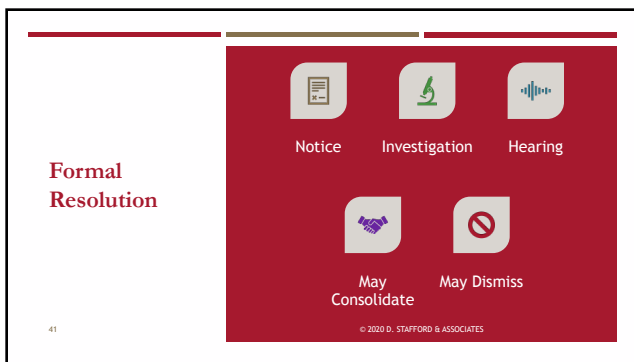 Formal
Resolution
Notice
Investigation
Hearing
May
Consolidate
May Dismiss
41
© 2020 D. STAFFORD & ASSOCIATES